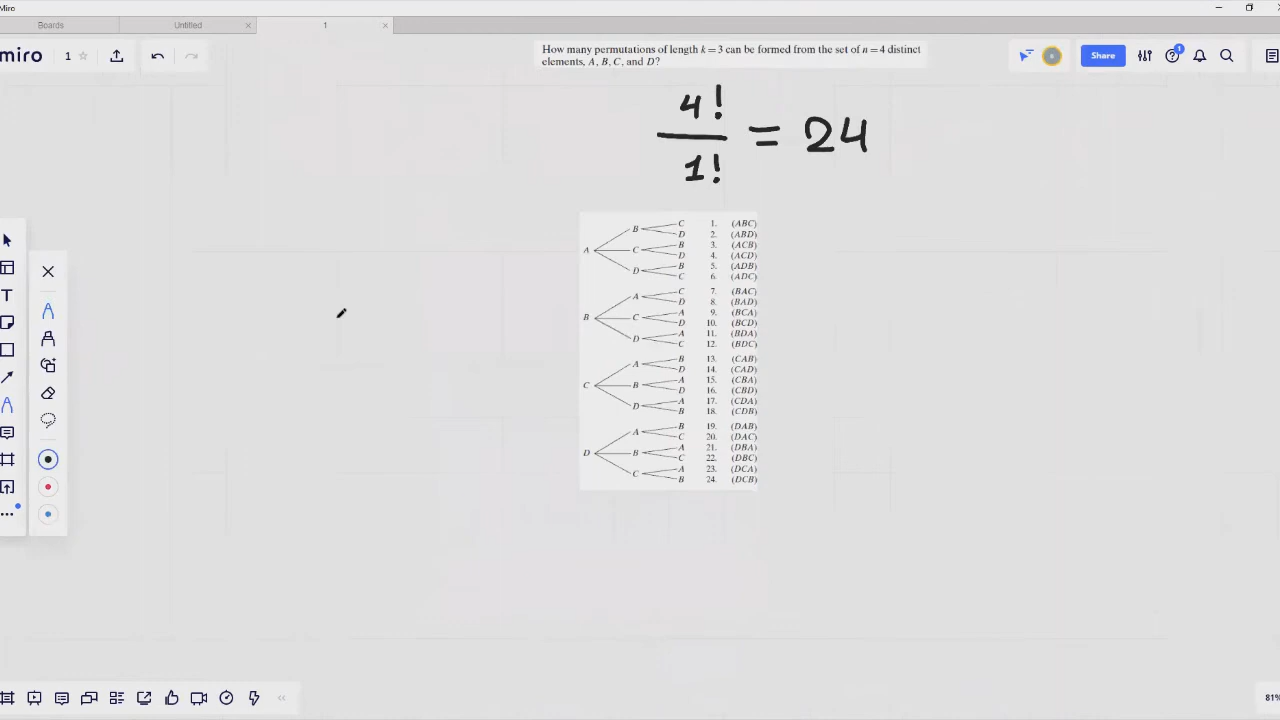 Miro
Boards
Untitled
1
miro
1
How many permutations of length k = 3 can be formed from the set of n = 4 distinct
elements, A, B, C, and D?
1
Share
4!
1!
= 24
A
B
C 1. (ABC)
D 2. (ABD)
C
B 3. (ACB)
D 4. (ACD)
D
B 5. (ADB)
C 6. (ADC)
B
A
C 7. (BAC)
D 8. (BAD)
C
A 9. (BCA)
D 10. (BCD)
D
A 11. (BDA)
C 12. (BDC)
C
A
B 13. (CAB)
D 14. (CAD)
B
A 15. (CBA)
D 16. (CBD)
D
A 17. (CDA)
B 18. (CDB)
D
A
B 19. (DAB)
C 20. (DAC)
B
A 21. (DBA)
C 22. (DBC)
C
A 23. (DCA)
B 24. (DCB)
81%